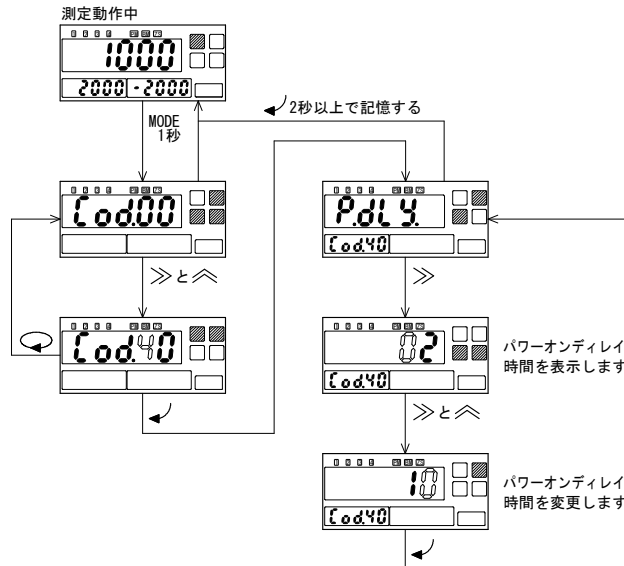 測定動作中
1000
2000 -2000
MODE
1秒
2秒以上で記憶する
Cod.00
≫と︽
Cod.40
P.dLY.
Cod.40
≫
02
Cod.40
パワーオンディレイ
時間を表示します
≫と︽
10
Cod.40
パワーオンディレイ
時間を変更します